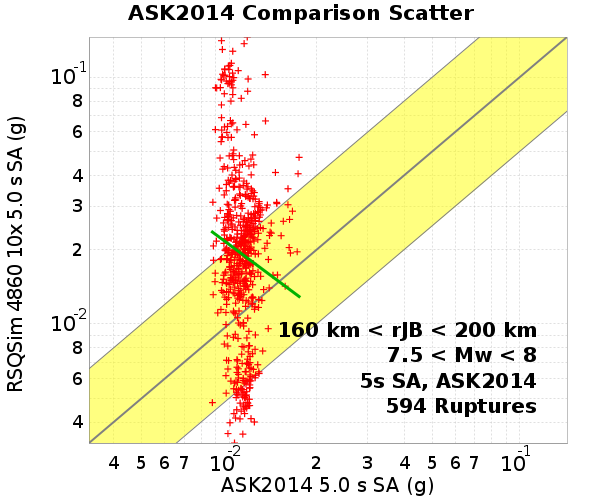 ASK2014 Comparison Scatter
RSQSim 4860 10x 5.0 s SA (g)
10-1
8
6
4
3
2
10-2
8
6
4
160 km < rJB < 200 km
7.5 < Mw < 8
5s SA, ASK2014
594 Ruptures
4 5 6 7 10-2 2 3 4 5 6 7 10-1
ASK2014 5.0 s SA (g)